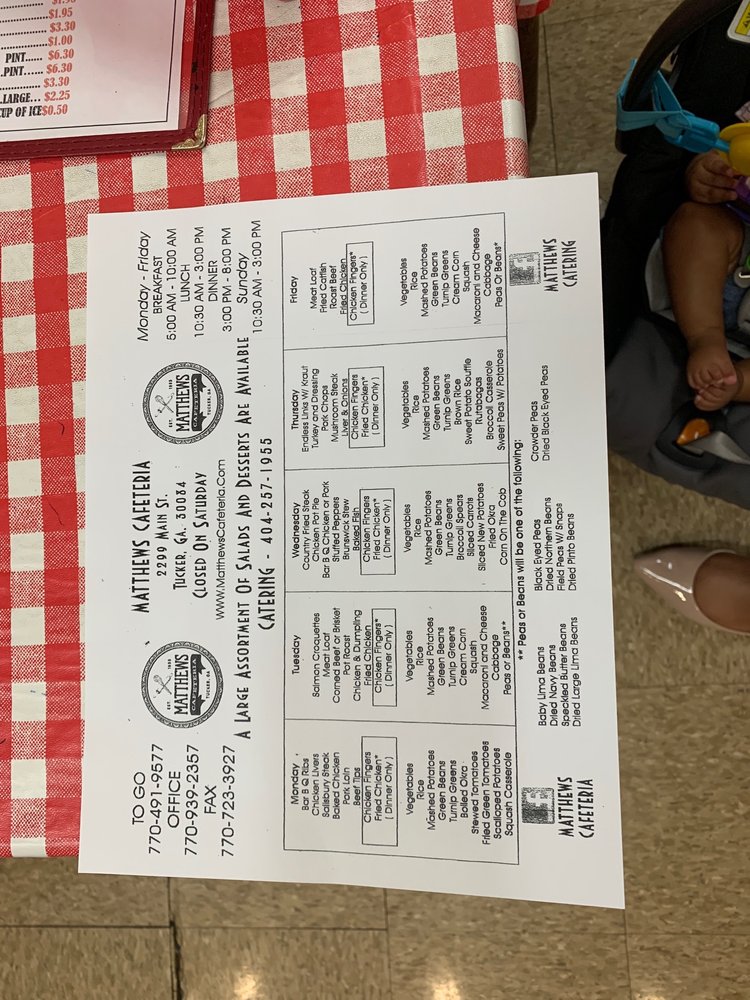 $1.95
$3.30
$1.00
PINT..... $6.30
.PINT...... $6.30
$3.30
LARGE... $2.25
CUP OF ICE $0.50
TO GO
770-491-9577
OFFICE
770-939-2357
FAX
770-723-3927
EST. 1955
MATTHEWS
CAFETERIA
TUCKER, GA
MATTHEWS CAFETERIA
2299 MAIN ST.
TUCKER, GA. 30084
CLOSED ON SATURDAY
www.MatthewsCafeteria.Com
EST. 1955
MATTHEWS
CAFETERIA
TUCKER, GA
Monday - Friday
BREAKFAST
5:00 AM - 10:00 AM
LUNCH
10:30 AM - 3:00 PM
DINNER
3:00 PM - 8:00 PM
Sunday
10:30 AM - 3:00 PM
A LARGE ASSORTMENT OF SALADS AND DESSERTS ARE AVAILABLE
CATERING - 404-257-1955
Monday
Bar B Q Ribs
Chicken Livers
Salisbury Steak
Baked Chicken
Pork Loin
Beef Tips
Chicken Fingers
Fried Chicken*
( Dinner Only )
Vegetables
Rice
Mashed Potatoes
Green Beans
Turnip Greens
Boiled Okra
Stewed Tomatoes
Fried Green Tomatoes
Scalloped Potatoes
Squash Casserole
Tuesday
Salmon Croquettes
Meat Loaf
Corned Beef or Brisket
Pot Roast
Chicken & Dumpling
Fried Chicken
Chicken Fingers*
( Dinner Only )
Vegetables
Rice
Mashed Potatoes
Green Beans
Turnip Greens
Cream Corn
Squash
Macaroni and Cheese
Cabbage
Peas or Beans**
Wednesday
Country Fried Steak
Chicken Pot Pie
Bar B Q Chicken or Pork
Stuffed Peppers
Brunswick Stew
Baked Fish
Chicken Fingers
Fried Chicken*
( Dinner Only )
Vegetables
Rice
Mashed Potatoes
Green Beans
Turnip Greens
Broccoli Spears
Sliced Carrots
Sliced New Potatoes
Fried Okra
Corn On The Cob
Thursday
Endless Links W/ Kraut
Turkey and Dressing
Pork Chops
Mushroom Steak
Liver & Onions
Chicken Fingers
Fried Chicken*
( Dinner Only )
Vegetables
Rice
Mashed Potatoes
Green Beans
Turnip Greens
Brown Rice
Sweet Potato Souffle
Rutabagas
Broccoli Casserole
Sweet Peas W/ Potatoes
Friday
Meat Loaf
Fried Catfish
Roast Beef
Fried Chicken
Chicken Fingers*
( Dinner Only )
Vegetables
Rice
Mashed Potatoes
Green Beans
Turnip Greens
Cream Corn
Squash
Macaroni and Cheese
Cabbage
Peas Or Beans*
** Peas or Beans will be one of the following:
Baby Lima Beans
Dried Navy Beans
Speckled Butter Beans
Dried Large Lima Beans
Black Eyed Peas
Dried Northern Beans
Field Peas W/ Snaps
Dried Pinto Beans
Crowder Peas
Dried Black Eyed Peas
MATTHEWS
CAFETERIA
MATTHEWS
CATERING